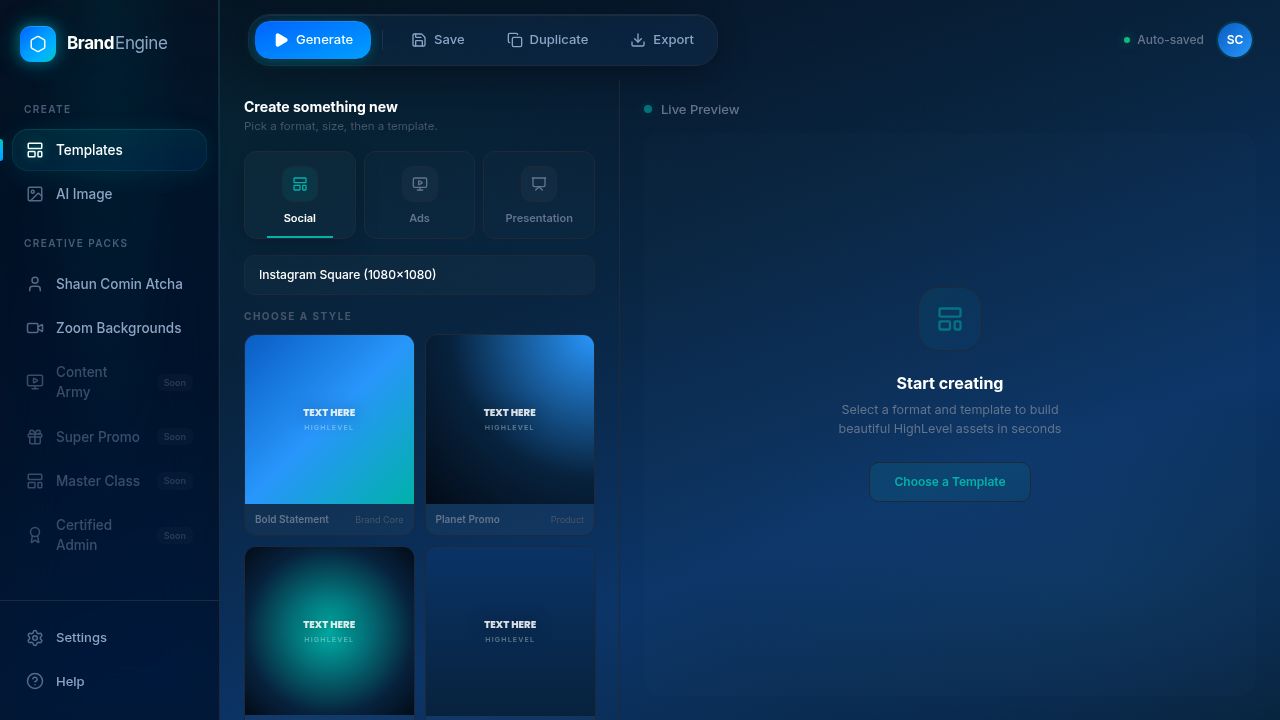 BrandEngine
CREATE
Templates
AI Image
CREATIVE PACKS
Shaun Comin Atcha
Zoom Backgrounds
Content
Army
Soon
Super Promo
Soon
Master Class
Soon
Certified
Admin
Soon
Settings
Help
Generate
Save
Duplicate
Export
Auto-saved
SC
Create something new
Pick a format, size, then a template.
Social
Ads
Presentation
Instagram Square (1080×1080)
CHOOSE A STYLE
TEXT HERE
HIGHLEVEL
Bold Statement
Brand Core
TEXT HERE
HIGHLEVEL
Planet Promo
Product
TEXT HERE
HIGHLEVEL
TEXT HERE
HIGHLEVEL
Live Preview
Start creating
Select a format and template to build
beautiful HighLevel assets in seconds
Choose a Template